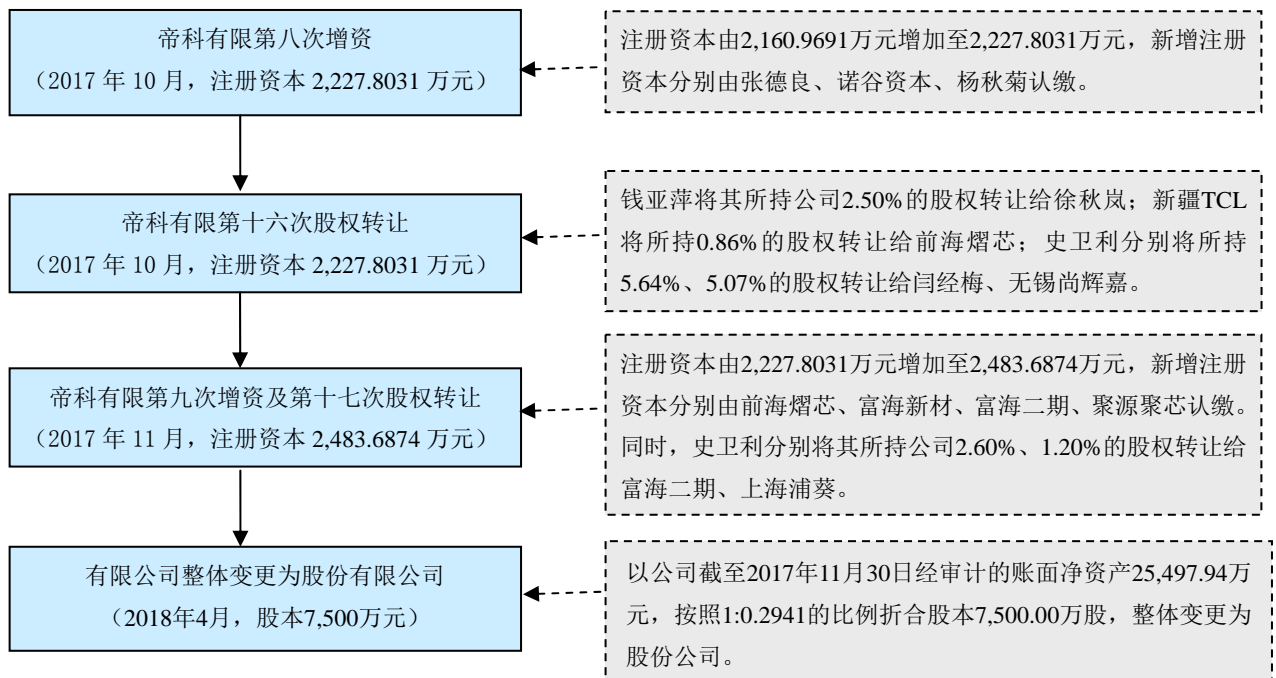 帝科有限第八次增资
（2017 年 10 月，注册资本 2,227.8031 万元）
注册资本由2,160.9691万元增加至2,227.8031万元，新增注册
资本分别由张德良、诺谷资本、杨秋菊认缴。
帝科有限第十六次股权转让
（2017 年 10 月，注册资本 2,227.8031 万元）
钱亚萍将其所持公司2.50%的股权转让给徐秋岚；新疆TCL
将所持0.86%的股权转让给前海熠芯；史卫利分别将所持
5.64%、5.07%的股权转让给闫经梅、无锡尚辉嘉。
帝科有限第九次增资及第十七次股权转让
（2017 年 11 月，注册资本 2,483.6874 万元）
注册资本由2,227.8031万元增加至2,483.6874万元，新增注册
资本分别由前海熠芯、富海新材、富海二期、聚源聚芯认缴。
同时，史卫利分别将其所持公司2.60%、1.20%的股权转让给
富海二期、上海浦葵。
有限公司整体变更为股份有限公司
（2018年4月，股本7,500万元）
以公司截至2017年11月30日经审计的账面净资产25,497.94万
元，按照1:0.2941的比例折合股本7,500.00万股，整体变更为
股份公司。